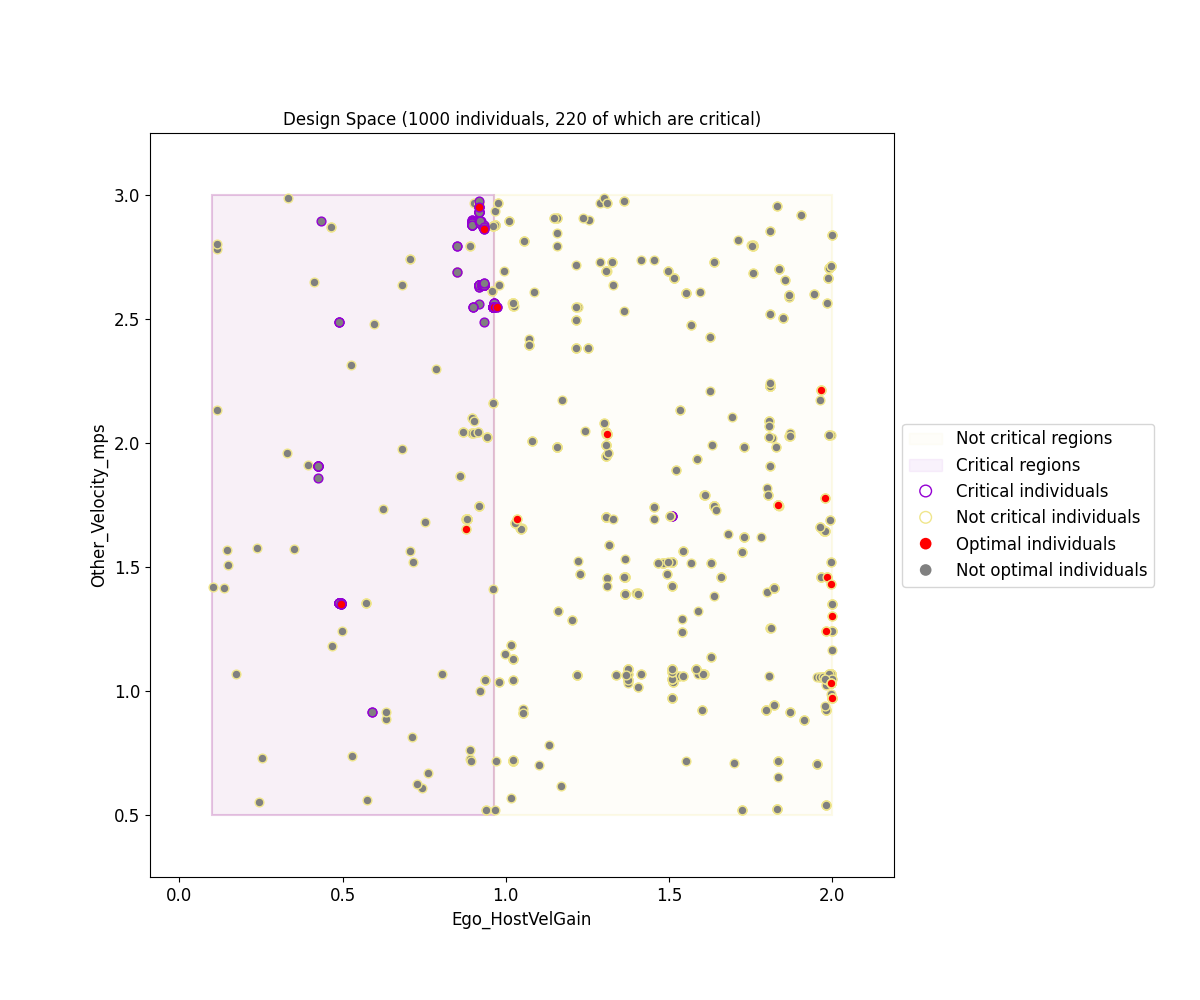 Design Space (1000 individuals, 220 of which are critical)
3.0
2.5
2.0
1.5
1.0
0.5
Other_Velocity_mps
0.0
0.5
1.0
1.5
2.0
Ego_HostVelGain
Not critical regions
Critical regions
Critical individuals
Not critical individuals
Optimal individuals
Not optimal individuals